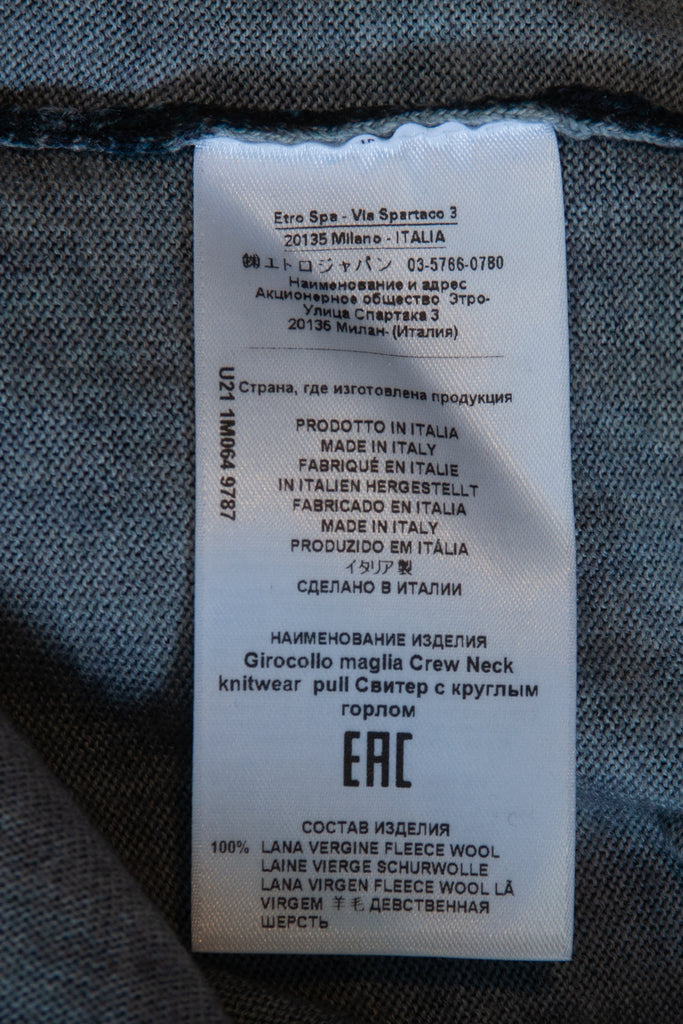 Etro Spa - Via Spartaco 3
20135 Milano - ITALIA
㈱エトロジャパン 03-5766-0780
Наименование и адрес
Акционерное общество Этро-
Улица Спартака 3
20135 Милан- (Италия)
Страна, где изготовлена продукция
U21 1M064 9787
PRODOTTO IN ITALIA
MADE IN ITALY
FABRIQUÉ EN ITALIE
IN ITALIEN HERGESTELLT
FABRICADO EN ITALIA
MADE IN ITALY
PRODUZIDO EM ITÁLIA
イタリア製
СДЕЛАНО В ИТАЛИИ
НАИМЕНОВАНИЕ ИЗДЕЛИЯ
Girocollo maglia Crew Neck
knitwear pull Свитер с круглым
горлом
EAC
СОСТАВ ИЗДЕЛИЯ
100% LANA VERGINE FLEECE WOOL
LAINE VIERGE SCHURWOLLE
LANA VIRGEN FLEECE WOOL LÃ
VIRGEM 羊毛 ДЕВСТВЕННАЯ
ШЕРСТЬ